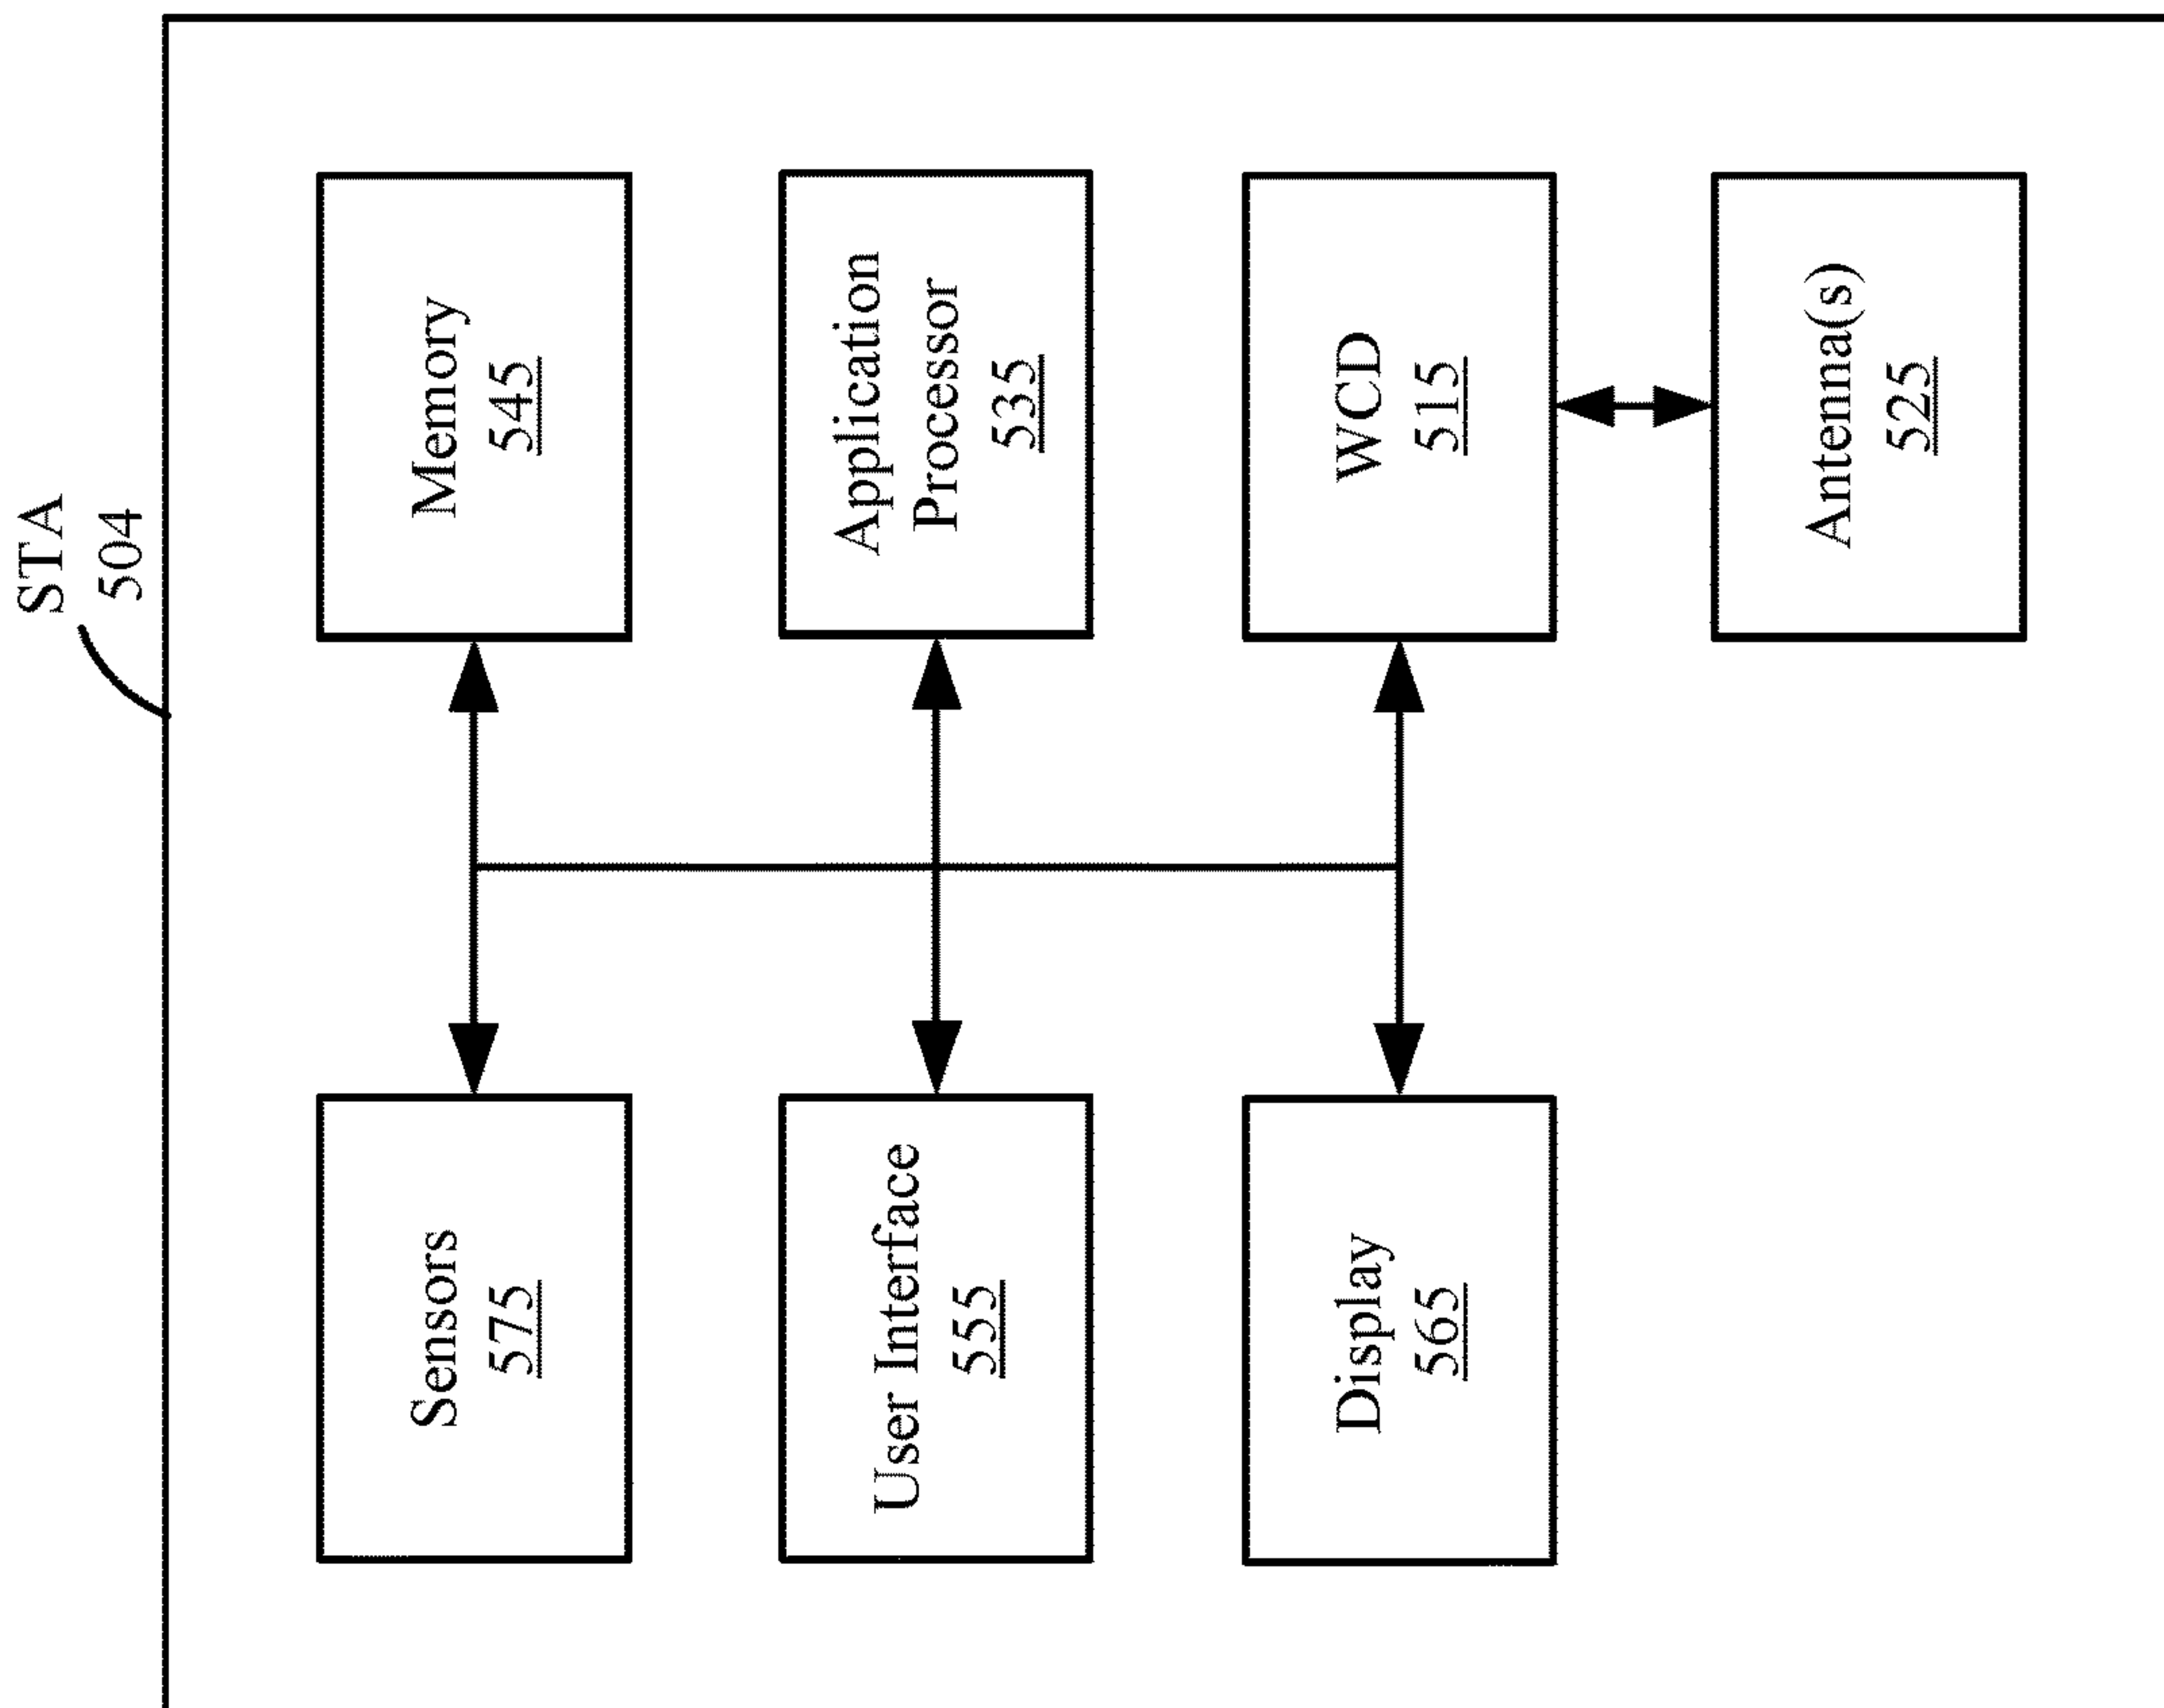 STA
504
Sensors
575
Memory
545
User Interface
555
Application
Processor
535
Display
565
WCD
515
Antenna(s)
525